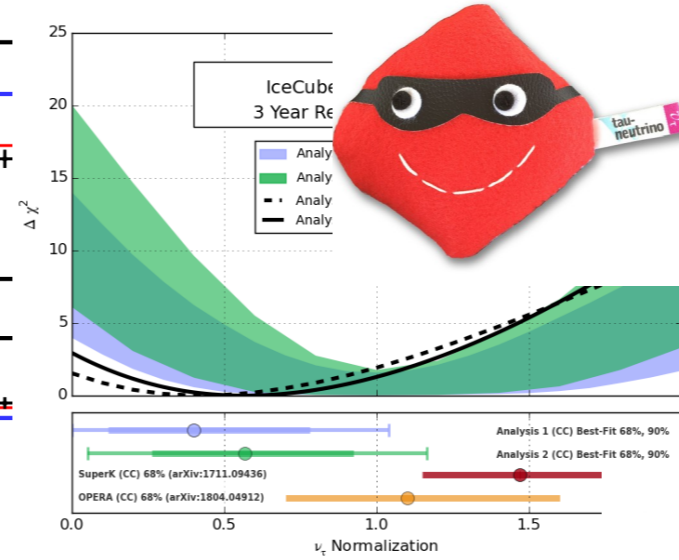 25
20
15
10
5
0
Δ χ²
IceCube
3 Year Re
Analy
Analy
Analy
Analy
tau-
neutrino
Analysis 1 (CC) Best-Fit 68%, 90%
Analysis 2 (CC) Best-Fit 68%, 90%
SuperK (CC) 68% (arXiv:1711.09436)
OPERA (CC) 68% (arXiv:1804.04912)
0.0 0.5 1.0 1.5
ντ Normalization